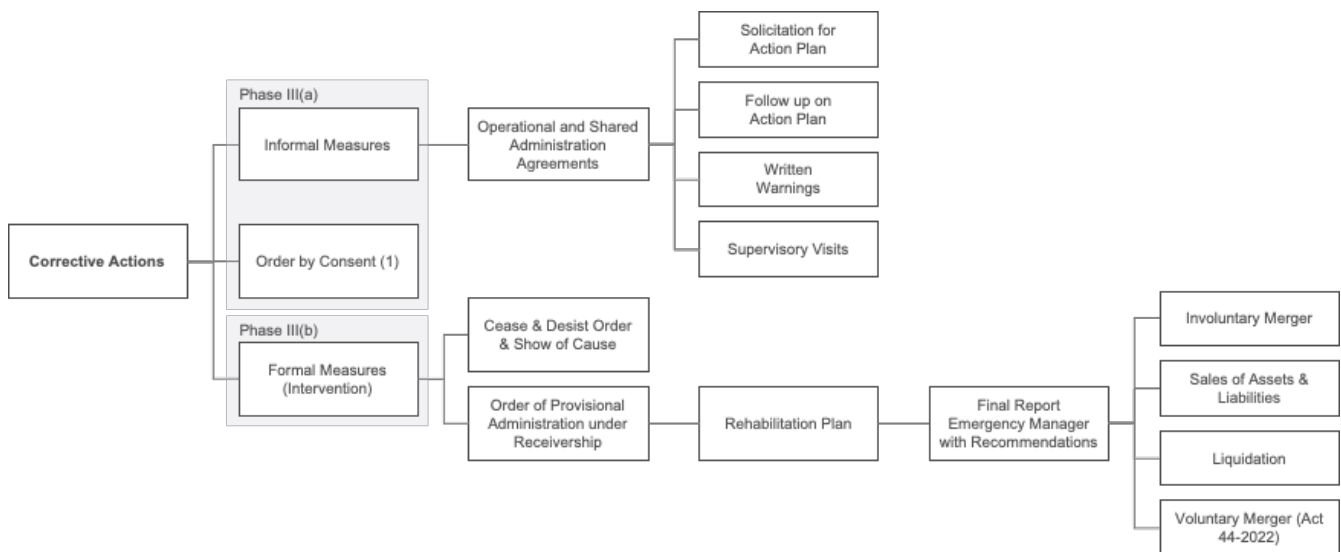 Solicitation for
Action Plan
Phase III(a)
Informal Measures
Operational and Shared
Administration
Agreements
Follow up on
Action Plan
Written
Warnings
Corrective Actions
Order by Consent (1)
Supervisory Visits
Phase III(b)
Formal Measures
(Intervention)
Cease & Desist Order
& Show of Cause
Order of Provisional
Administration under
Receivership
Rehabilitation Plan
Final Report
Emergency Manager
with Recommendations
Involuntary Merger
Sales of Assets &
Liabilities
Liquidation
Voluntary Merger (Act
44-2022)